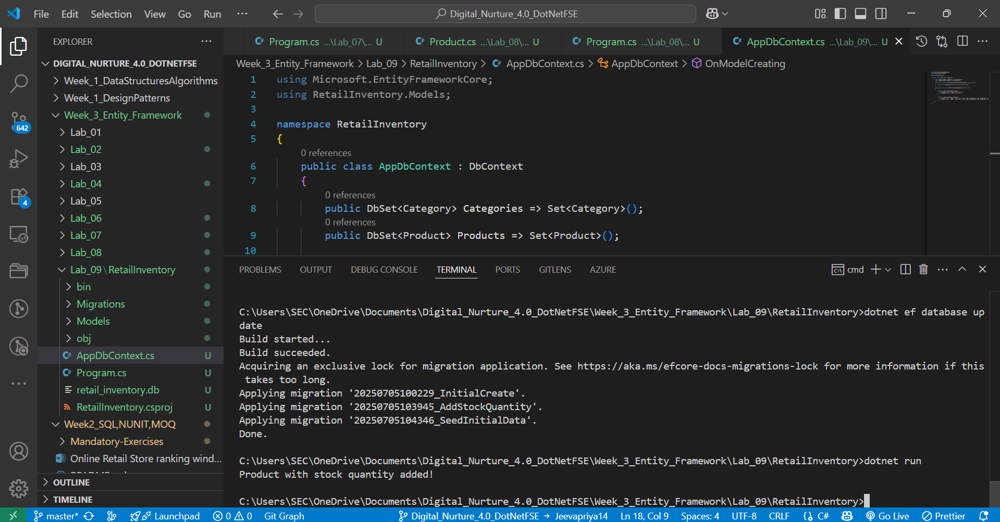 File Edit Selection View Go Run ··· Digital_Nurture_4.0_DotNetFSE
EXPLORER ···
DIGITAL_NURTURE_4.0_DOTNETFSE
Week_1_DataStructuresAlgorithms
Week_1_DesignPatterns
Week_3_Entity_Framework
Lab_01
Lab_02
Lab_03
Lab_04
Lab_05
Lab_06
Lab_07
Lab_08
Lab_09\RetailInventory
bin
Migrations
Models
obj
AppDbContext.cs U
Program.cs U
retail_inventory.db U
RetailInventory.csproj U
Week2_SQL,NUNIT,MOQ
Mandatory-Exercises
Online Retail Store ranking wind...
OUTLINE
TIMELINE
642
4
Program.cs ...\Lab_07\... U
Product.cs ...\Lab_08\... U
Program.cs ...\Lab_08\... U
AppDbContext.cs ...\Lab_09\... U
Week_3_Entity_Framework > Lab_09 > RetailInventory > AppDbContext.cs > AppDbContext > OnModelCreating
1 using Microsoft.EntityFrameworkCore;
2 using RetailInventory.Models;
3
4 namespace RetailInventory
5 {
0 references
6 public class AppDbContext : DbContext
7 {
0 references
8 public DbSet<Category> Categories => Set<Category>();
0 references
9 public DbSet<Product> Products => Set<Product>();
10
PROBLEMS OUTPUT DEBUG CONSOLE TERMINAL PORTS GITLENS AZURE cmd
C:\Users\SEC\OneDrive\Documents\Digital_Nurture_4.0_DotNetFSE\Week_3_Entity_Framework\Lab_09\RetailInventory>dotnet ef database up
date
Build started...
Build succeeded.
Acquiring an exclusive lock for migration application. See https://aka.ms/efcore-docs-migrations-lock for more information if this
takes too long.
Applying migration '20250705100229_InitialCreate'.
Applying migration '20250705103945_AddStockQuantity'.
Applying migration '20250705104346_SeedInitialData'.
Done.
C:\Users\SEC\OneDrive\Documents\Digital_Nurture_4.0_DotNetFSE\Week_3_Entity_Framework\Lab_09\RetailInventory>dotnet run
Product with stock quantity added!
C:\Users\SEC\OneDrive\Documents\Digital_Nurture_4.0_DotNetFSE\Week_3_Entity_Framework\Lab_09\RetailInventory>
master* Launchpad 0 0 Git Graph Digital_Nurture_4.0_DotNetFSE → Jeevapriya14 Ln 18, Col 9 Spaces: 4 UTF-8 CRLF {} C# Go Live Prettier